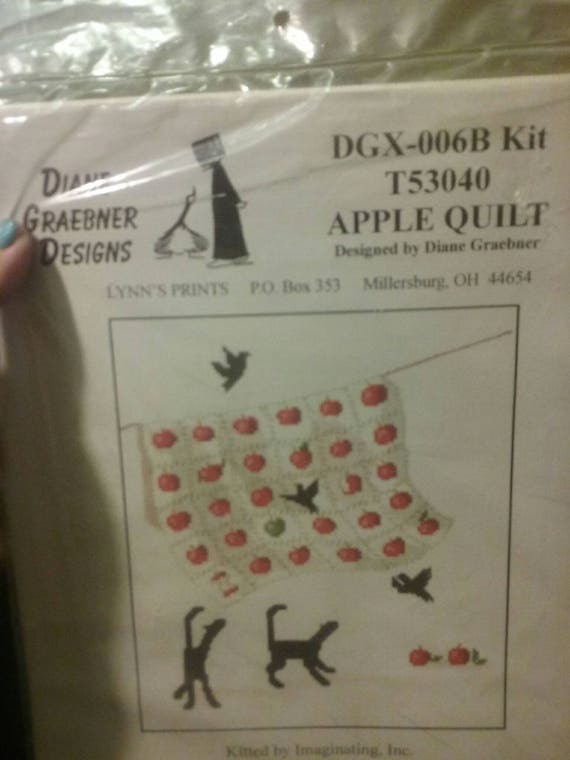 DIANE
GRAEBNER
DESIGNS
DGX-006B Kit
T53040
APPLE QUILT
Designed by Diane Graebner
LYNN'S PRINTS P.O. Box 353 Millersburg, OH 44654
Kitted by Imaginating, Inc.